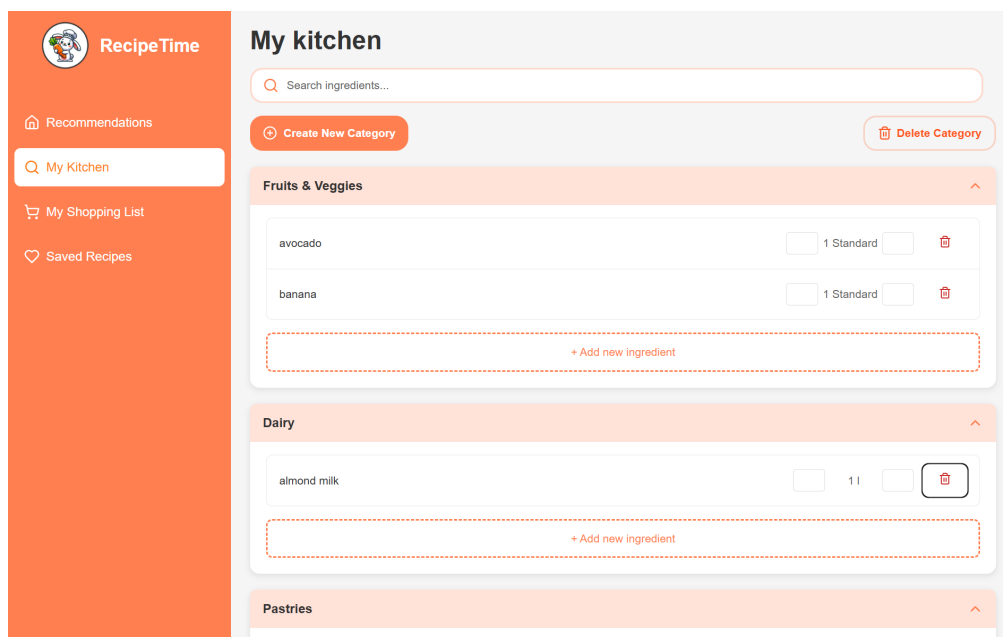 RecipeTime
Recommendations
My Kitchen
My Shopping List
Saved Recipes
My kitchen
Search ingredients...
Create New Category
Delete Category
Fruits & Veggies
avocado 1 Standard
banana 1 Standard
+ Add new ingredient
Dairy
almond milk 1 l
+ Add new ingredient
Pastries